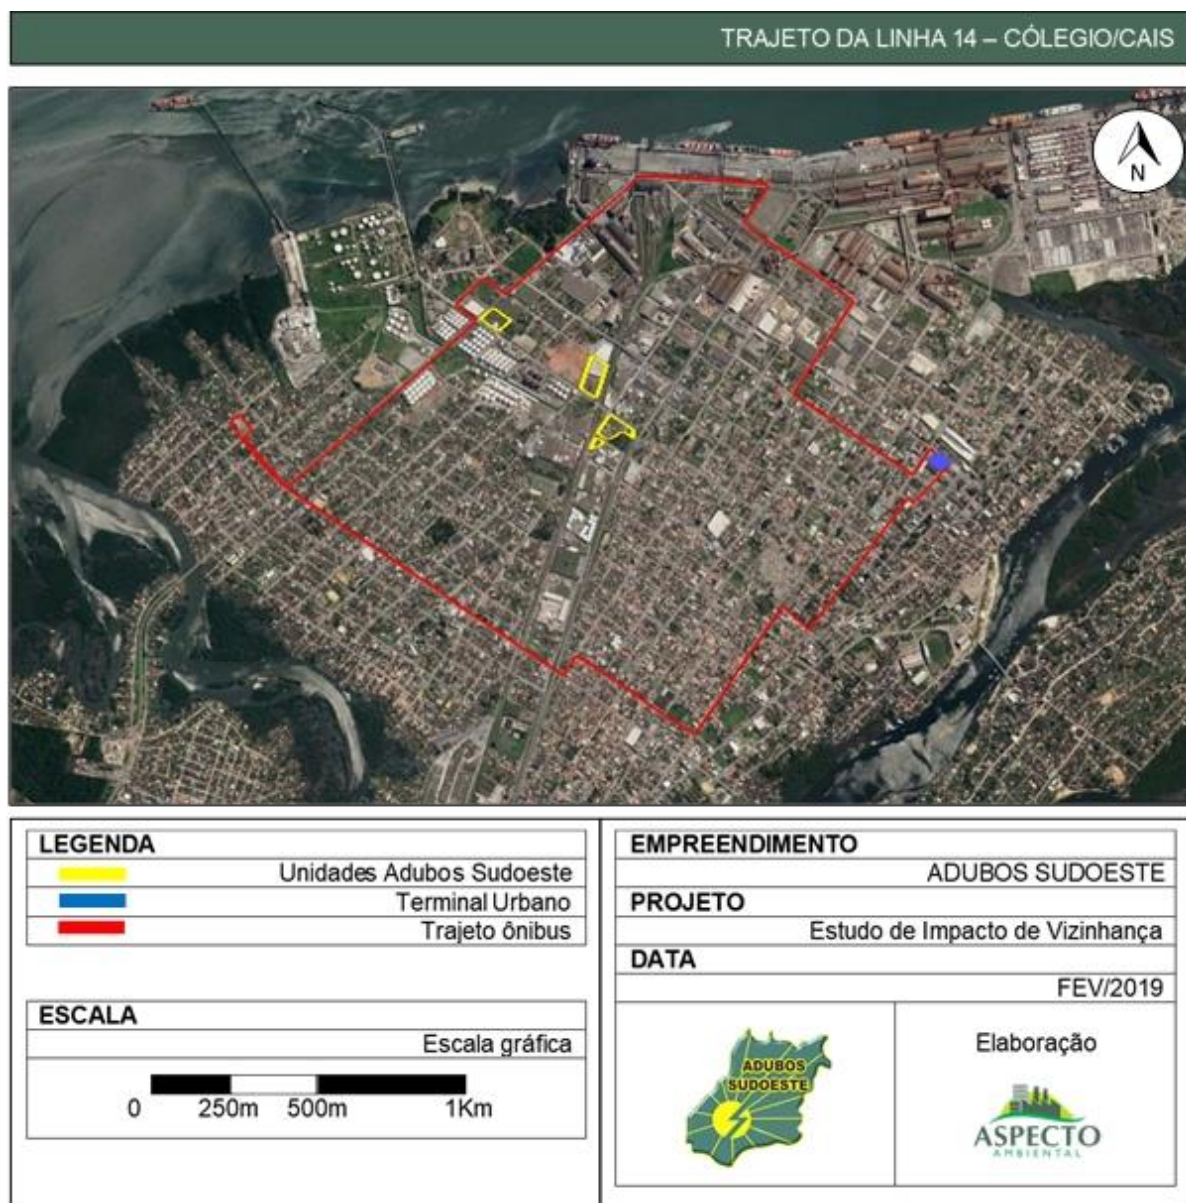 TRAJETO DA LINHA 14 – CÓLEGIO/CAIS
N
LEGENDA
Unidades Adubos Sudoeste
Terminal Urbano
Trajeto ônibus
ESCALA
Escala gráfica
0 250m 500m 1Km
EMPREENDIMENTO
ADUBOS SUDOESTE
PROJETO
Estudo de Impacto de Vizinhança
DATA
FEV/2019
ADUBOS
SUDOESTE
Elaboração
ASPECTO
AMBIENTAL